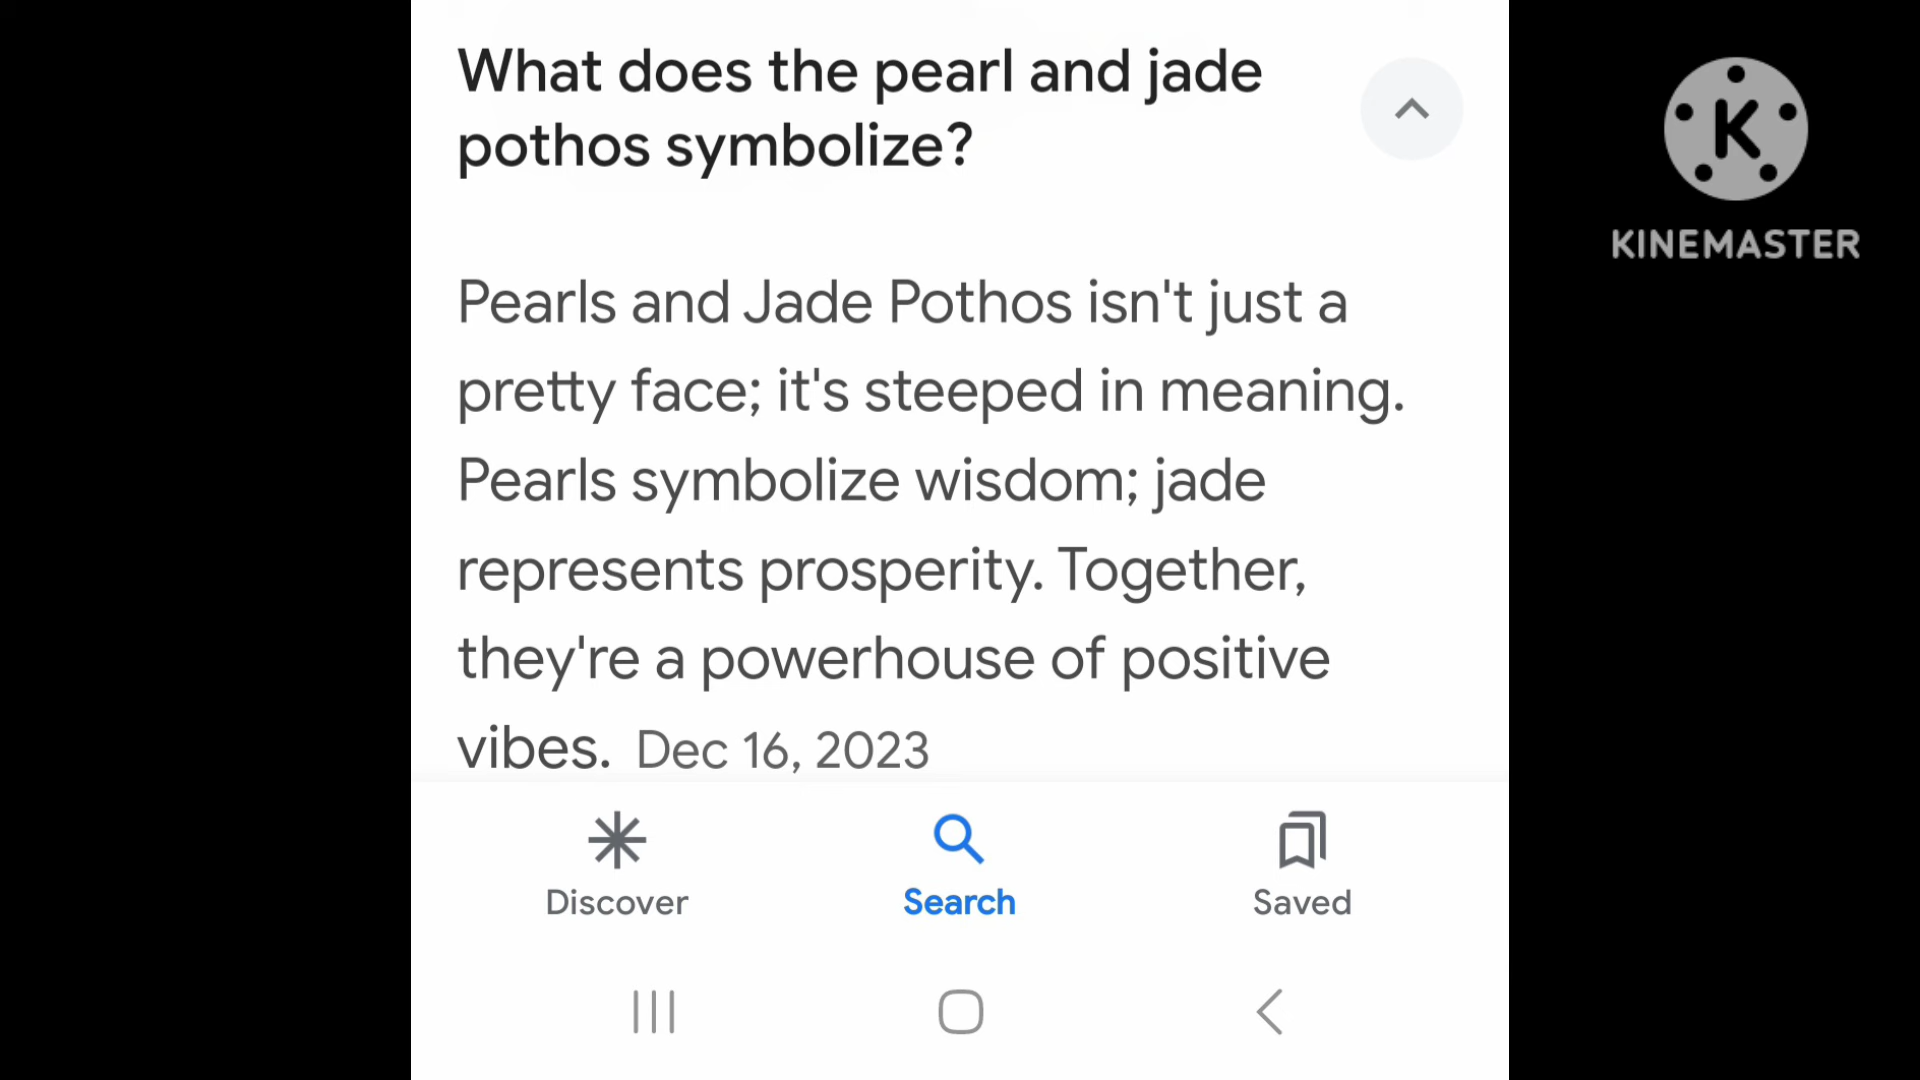 What does the pearl and jade
pothos symbolize?
K
KINEMASTER
Pearls and Jade Pothos isn't just a
pretty face; it's steeped in meaning.
Pearls symbolize wisdom; jade
represents prosperity. Together,
they're a powerhouse of positive
vibes. Dec 16, 2023
Discover
Search
Saved